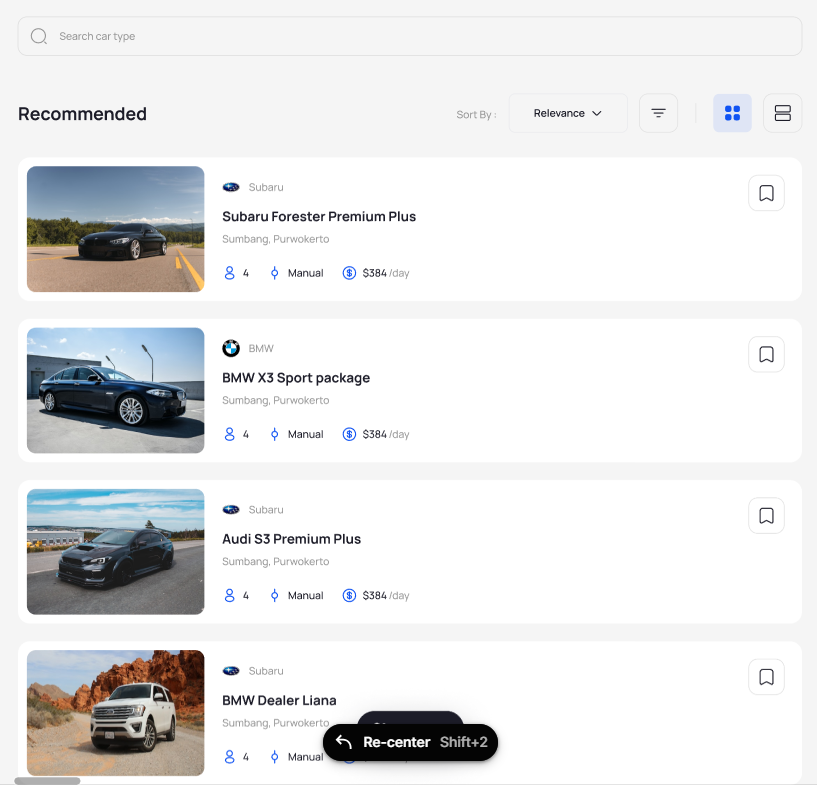 Search car type
Recommended
Sort By :
Relevance
Subaru
Subaru Forester Premium Plus
Sumbang, Purwokerto
4 Manual $384/day
BMW
BMW X3 Sport package
Sumbang, Purwokerto
4 Manual $384/day
Subaru
Audi S3 Premium Plus
Sumbang, Purwokerto
4 Manual $384/day
Subaru
BMW Dealer Liana
Sumbang, Purwokerto
Re-center Shift+2
4 Manual